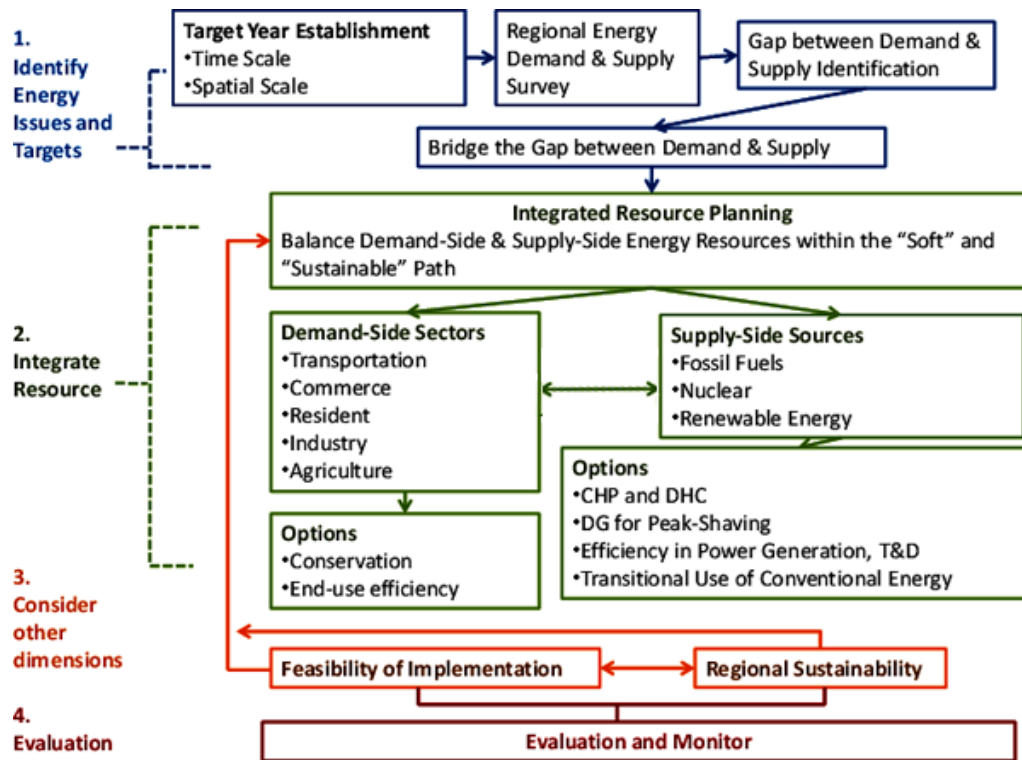 1.
Identify
Energy
Issues and
Targets
Target Year Establishment
•Time Scale
•Spatial Scale
Regional Energy
Demand & Supply
Survey
Gap between Demand &
Supply Identification
Bridge the Gap between Demand & Supply
2.
Integrate
Resource
Integrated Resource Planning
Balance Demand-Side & Supply-Side Energy Resources within the “Soft” and
“Sustainable” Path
Demand-Side Sectors
•Transportation
•Commerce
•Resident
•Industry
•Agriculture
Supply-Side Sources
•Fossil Fuels
•Nuclear
•Renewable Energy
Options
•Conservation
•End-use efficiency
Options
•CHP and DHC
•DG for Peak-Shaving
•Efficiency in Power Generation, T&D
•Transitional Use of Conventional Energy
3.
Consider
other
dimensions
Feasibility of Implementation
Regional Sustainability
4.
Evaluation
Evaluation and Monitor